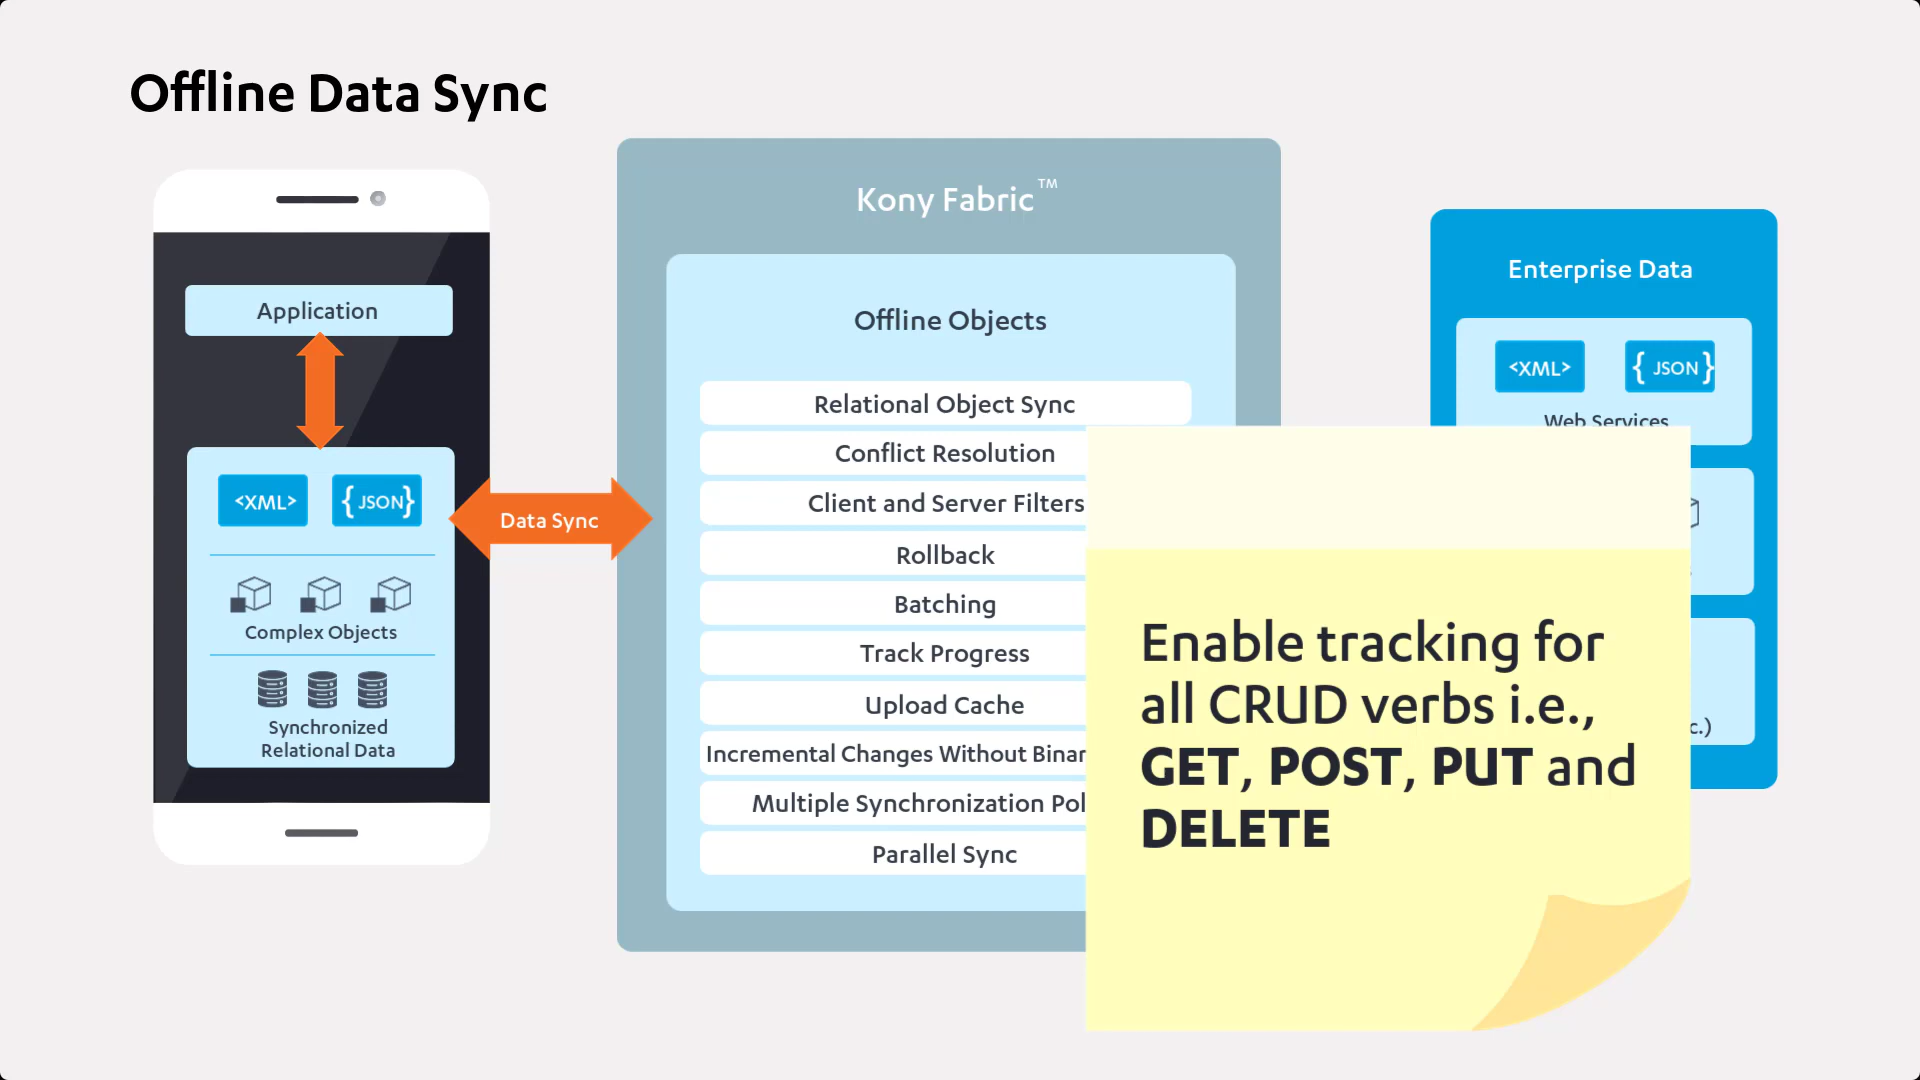 Offline Data Sync
Application
<XML>
{ JSON }
Complex Objects
Synchronized
Relational Data
Data Sync
Kony Fabric™
Offline Objects
Relational Object Sync
Conflict Resolution
Client and Server Filters
Rollback
Batching
Track Progress
Upload Cache
Incremental Changes Without
Multiple Synchronization
Parallel Sync
Enterprise Data
<XML>
{ JSON }
Web Services
c.)
Enable tracking for
all CRUD verbs i.e.,
GET, POST, PUT and
DELETE